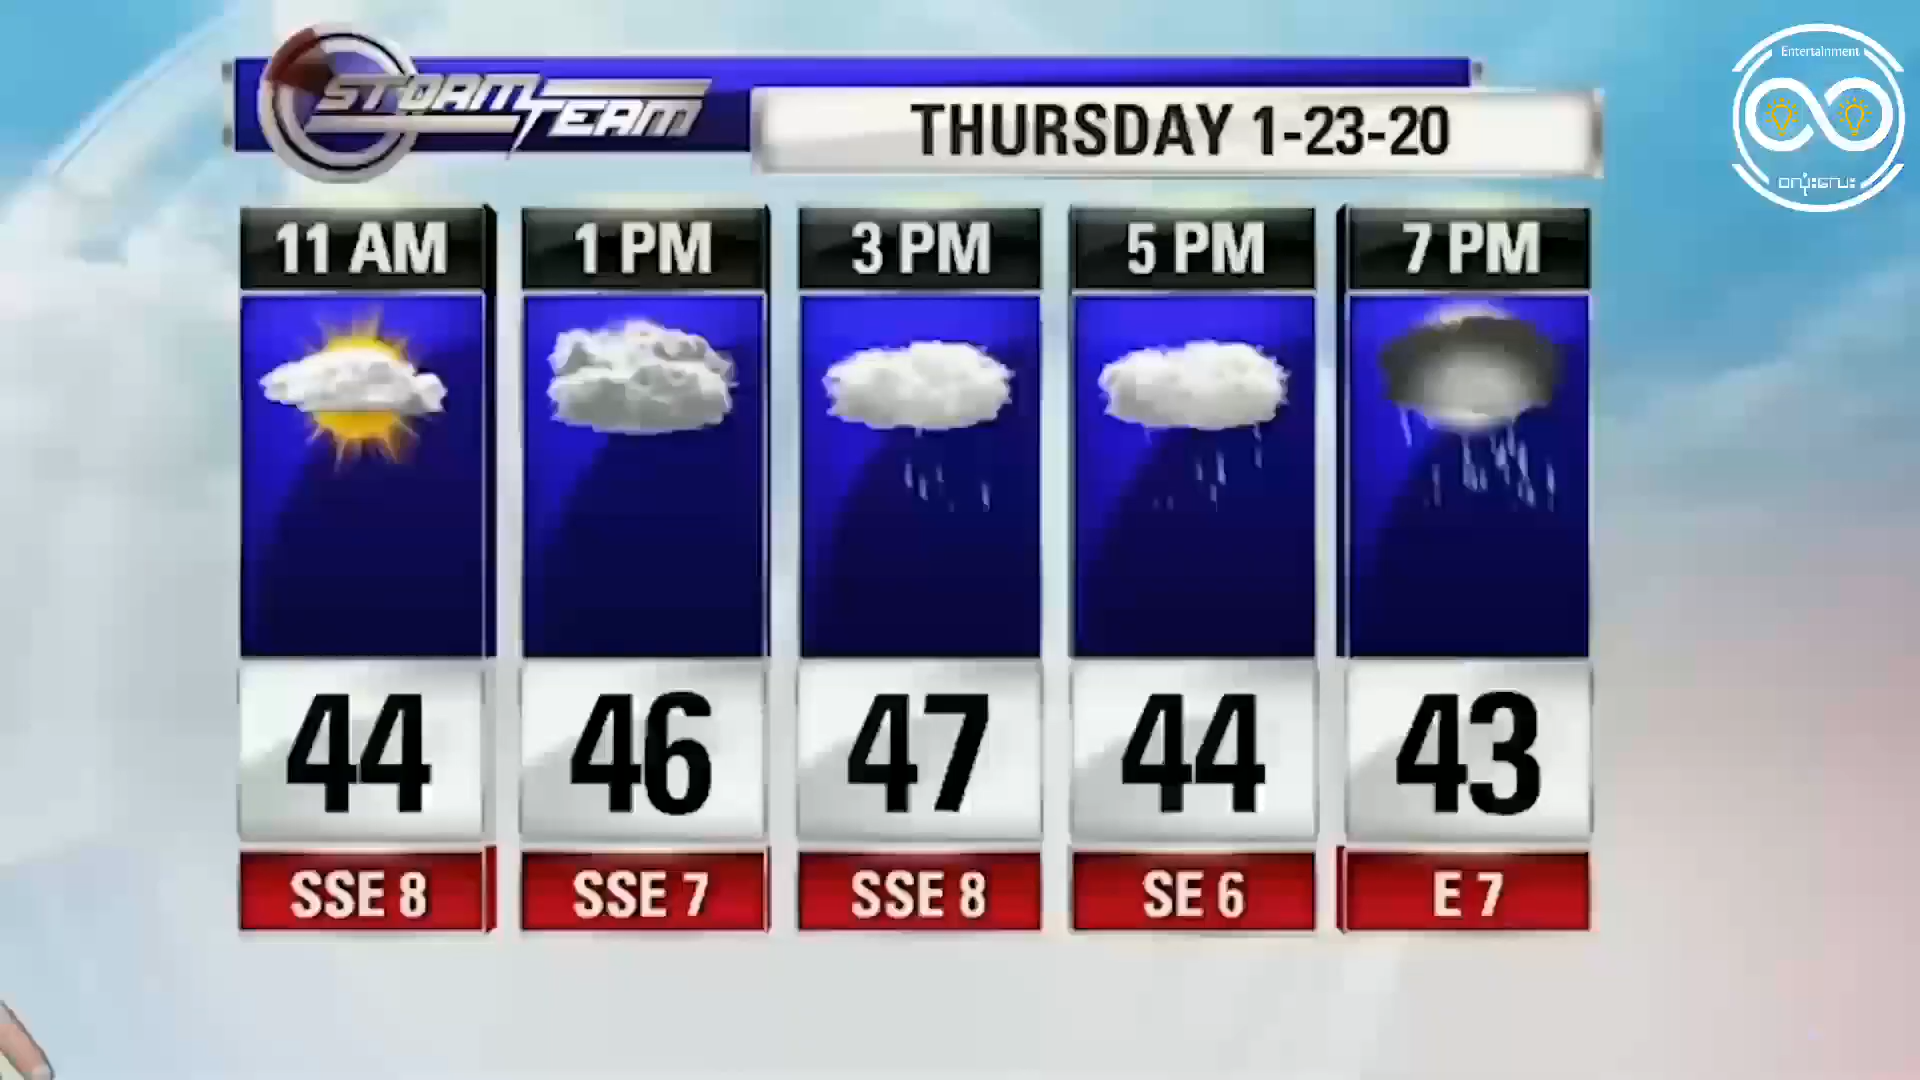 STORM TEAM
THURSDAY 1-23-20
Entertainment
11 AM
1 PM
3 PM
5 PM
7 PM
44
46
47
44
43
SSE 8
SSE 7
SSE 8
SE 6
E 7